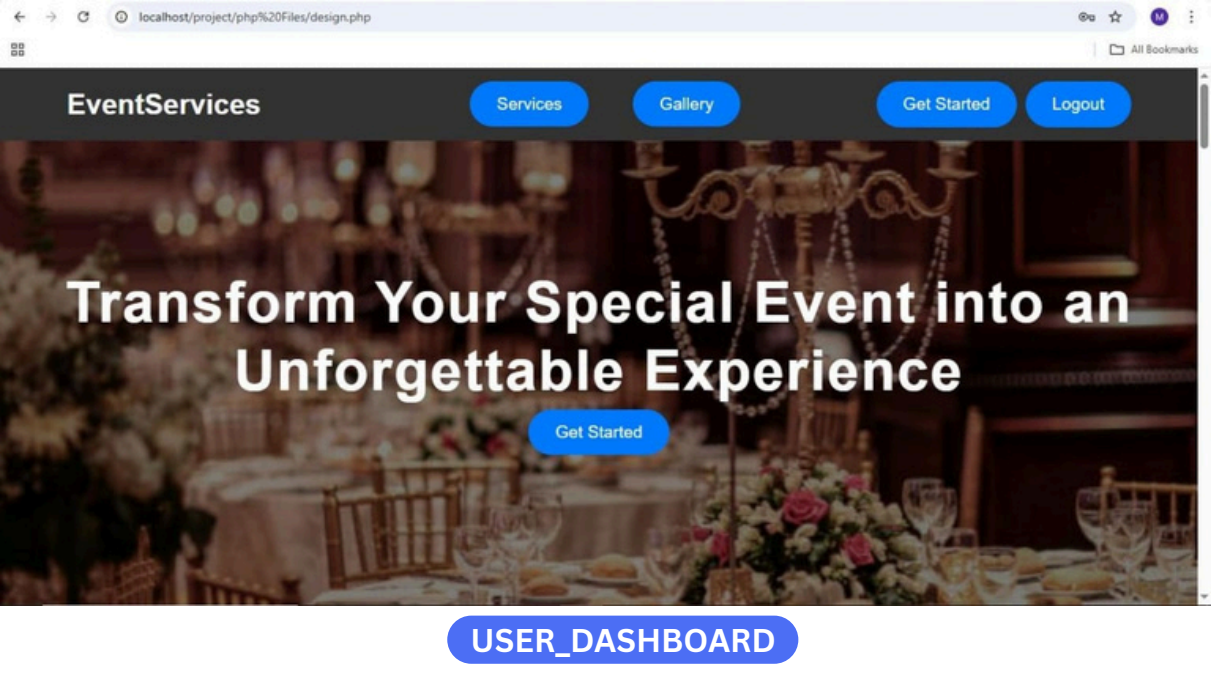 localhost/project/php%20Files/design.php
M
All Bookmarks
EventServices
Services
Gallery
Get Started
Logout
Transform Your Special Event into an
Unforgettable Experience
Get Started
USER_DASHBOARD